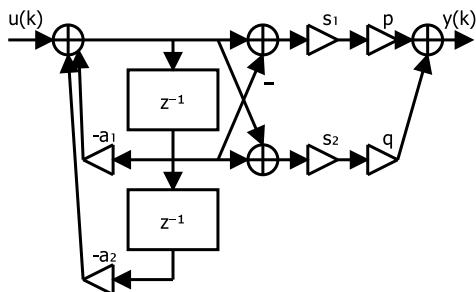 u(k) s₁ p y(k)
-
z⁻¹
-a₁ s₂ q
z⁻¹
-a₂